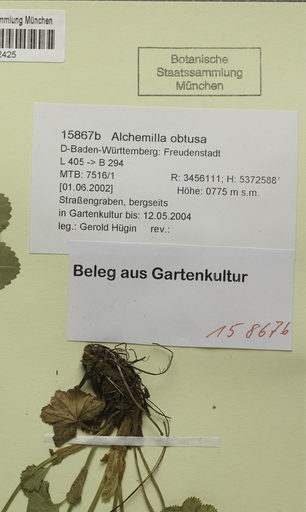 mmlung München
2425
Botanische
Staatssammlung
München
15867b Alchemilla obtusa
D-Baden-Württemberg: Freudenstadt
L 405 -> B 294
MTB: 7516/1 R: 3456111; H: 5372588
[01.06.2002] Höhe: 0775 m s.m.
Straßengraben, bergseits
in Gartenkultur bis: 12.05.2004
leg.: Gerold Hügin rev.:
Beleg aus Gartenkultur
15867b